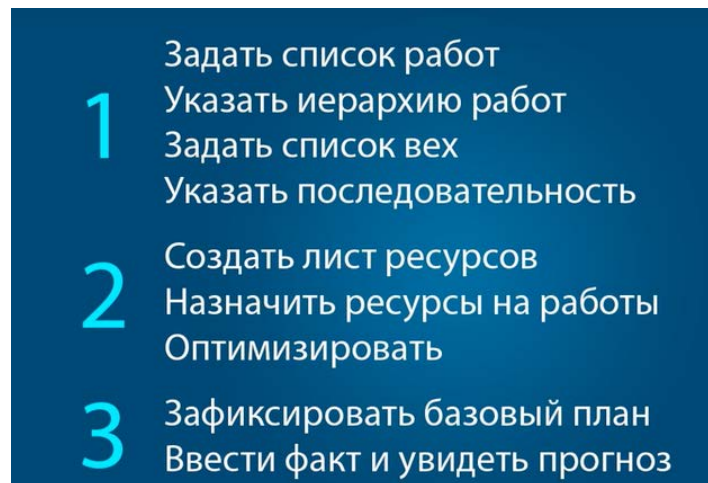 1
Задать список работ
Указать иерархию работ
Задать список вех
Указать последовательность
2
Создать лист ресурсов
Назначить ресурсы на работы
Оптимизировать
3
Зафиксировать базовый план
Ввести факт и увидеть прогноз